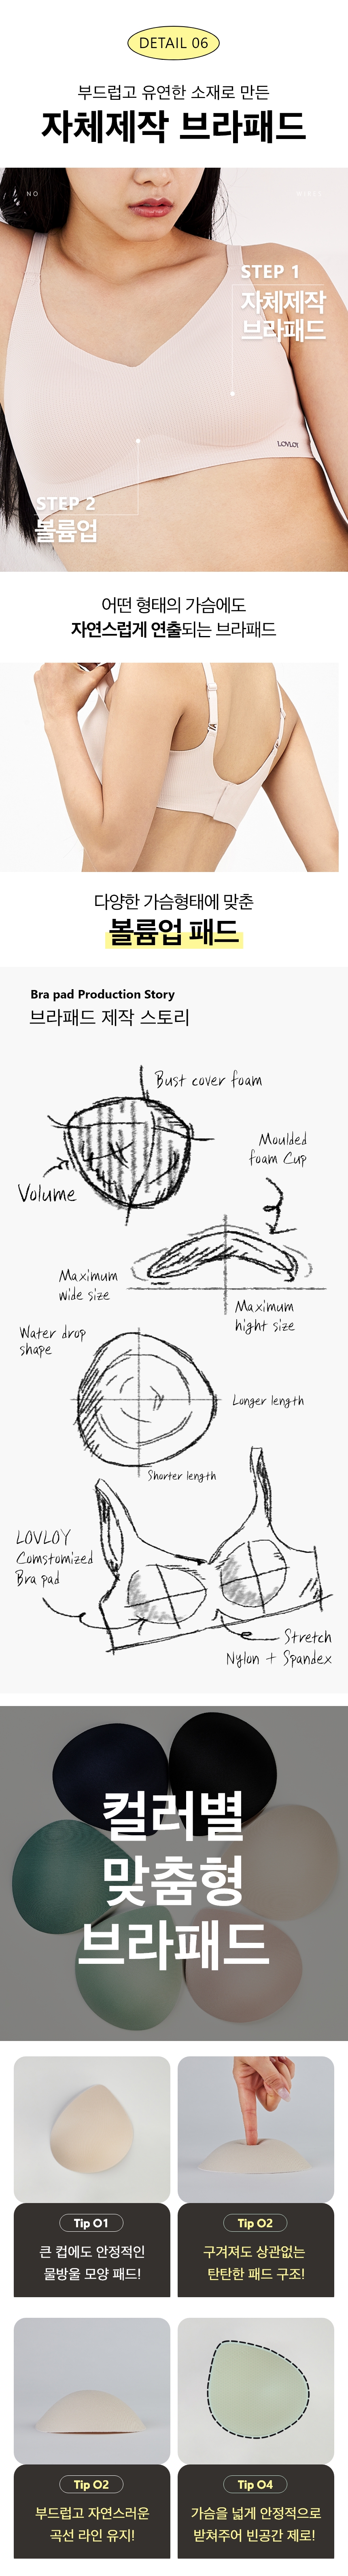 DETAIL 06
부드럽고 유연한 소재로 만든
자체제작 브라패드
NO
STEP 1
자체제작
브라패드
LOVLOY
STEP 2
볼륨업
어떤 형태의 가슴에도
자연스럽게 연출되는 브라패드
다양한 가슴형태에 맞춘
볼륨업 패드
Bra pad Production Story
브라패드 제작 스토리
Bust cover foam
Moulded
foam Cup
Volume
Maximum
wide size
Maximum
hight size
Water drop
shape
Longer length
Shorter length
LOVLOY
Comstomized
Bra pad
Stretch
Nylon + Spandex
컬러별
맞춤형
브라패드
Tip 01
큰 컵에도 안정적인
물방울 모양 패드!
Tip 02
구겨져도 상관없는
탄탄한 패드 구조!
Tip 02
부드럽고 자연스러운
곡선 라인 유지!
Tip 04
가슴을 넓게 안정적으로
받쳐주어 빈공간 제로!